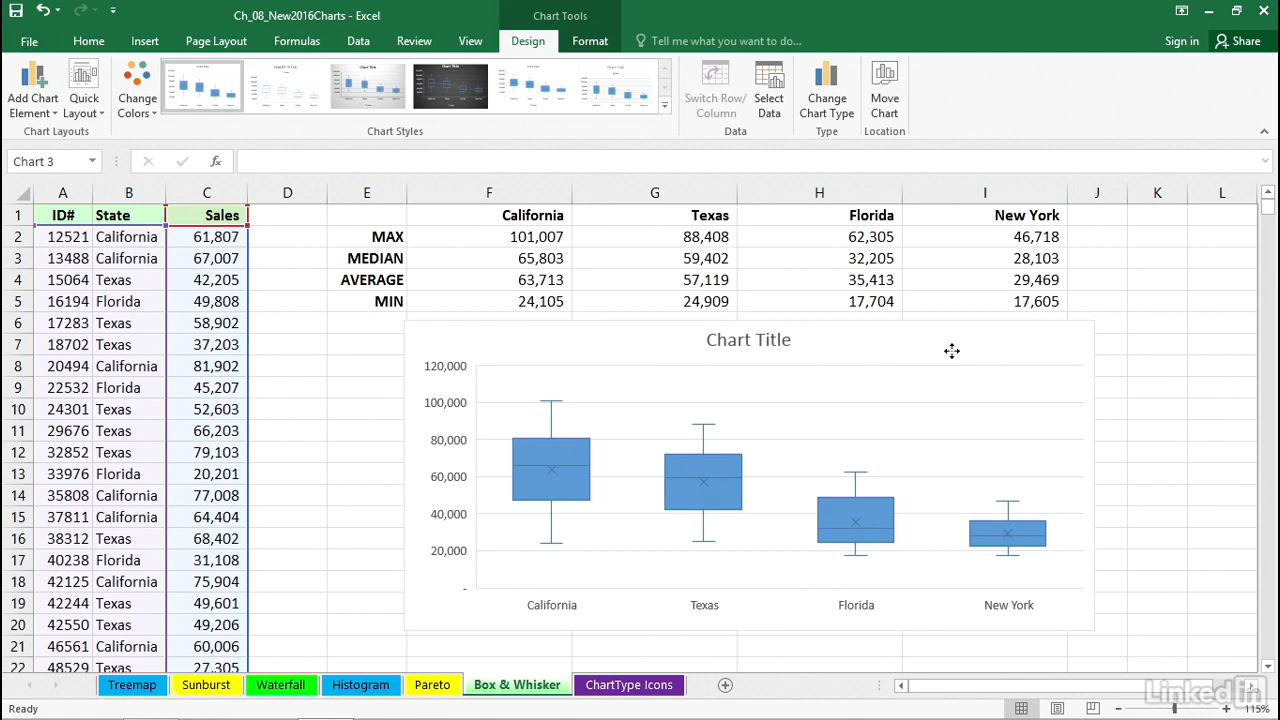 Ch_08_New2016Charts - Excel
Chart Tools
File Home Insert Page Layout Formulas Data Review View Design Format Tell me what you want to do... Sign in Share
Add Chart Element Quick Layout Change Colors Switch Row/Column Select Data Change Chart Type Move Chart
Chart Layouts Chart Styles Data Type Location
Chart 3 fx
A B C D E F G H I J K L
1 ID# State Sales California Texas Florida New York
2 12521 California 61,807 MAX 101,007 88,408 62,305 46,718
3 13488 California 67,007 MEDIAN 65,803 59,402 32,205 28,103
4 15064 Texas 42,205 AVERAGE 63,713 57,119 35,413 29,469
5 16194 Florida 49,808 MIN 24,105 24,909 17,704 17,605
6 17283 Texas 58,902
7 18702 Texas 37,203
8 20494 California 81,902
9 22532 Florida 45,207
10 24301 Texas 52,603
11 29676 Texas 66,203
12 32852 Texas 79,103
13 33976 Florida 20,201
14 35808 California 77,008
15 37811 California 64,404
16 38312 Texas 68,402
17 40238 Florida 31,108
18 42125 California 75,904
19 42244 Texas 49,601
20 42550 Texas 49,206
21 46561 California 60,006
22 48529 Texas 27,305
Chart Title
120,000
100,000
80,000
60,000
40,000
20,000
-
California Texas Florida New York
Treemap Sunburst Waterfall Histogram Pareto Box & Whisker ChartType Icons
LinkedIn
115%